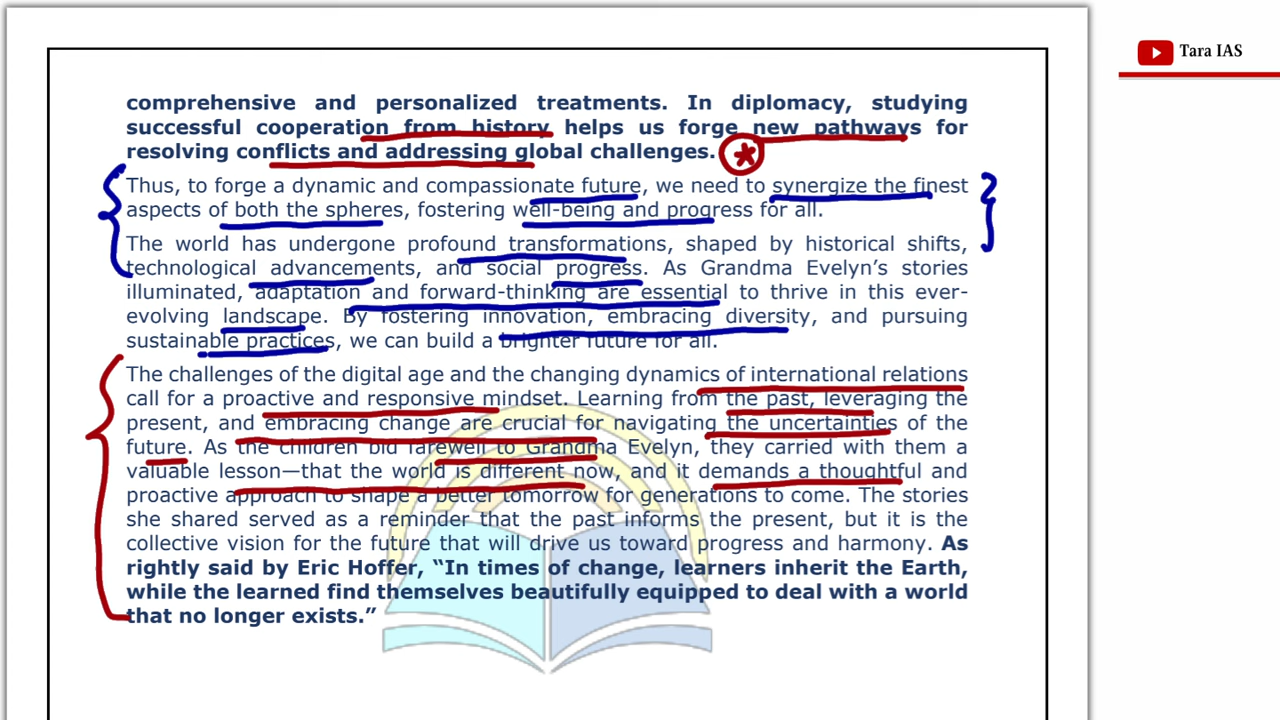 Tara IAS
comprehensive and personalized treatments. In diplomacy, studying
successful cooperation from history helps us forge new pathways for
resolving conflicts and addressing global challenges.
Thus, to forge a dynamic and compassionate future, we need to synergize the finest
aspects of both the spheres, fostering well-being and progress for all.
The world has undergone profound transformations, shaped by historical shifts,
technological advancements, and social progress. As Grandma Evelyn’s stories
illuminated, adaptation and forward-thinking are essential to thrive in this ever-
evolving landscape. By fostering innovation, embracing diversity, and pursuing
sustainable practices, we can build a brighter future for all.
The challenges of the digital age and the changing dynamics of international relations
call for a proactive and responsive mindset. Learning from the past, leveraging the
present, and embracing change are crucial for navigating the uncertainties of the
future. As the children bid farewell to Grandma Evelyn, they carried with them a
valuable lesson—that the world is different now, and it demands a thoughtful and
proactive approach to shape a better tomorrow for generations to come. The stories
she shared served as a reminder that the past informs the present, but it is the
collective vision for the future that will drive us toward progress and harmony. As
rightly said by Eric Hoffer, “In times of change, learners inherit the Earth,
while the learned find themselves beautifully equipped to deal with a world
that no longer exists.”